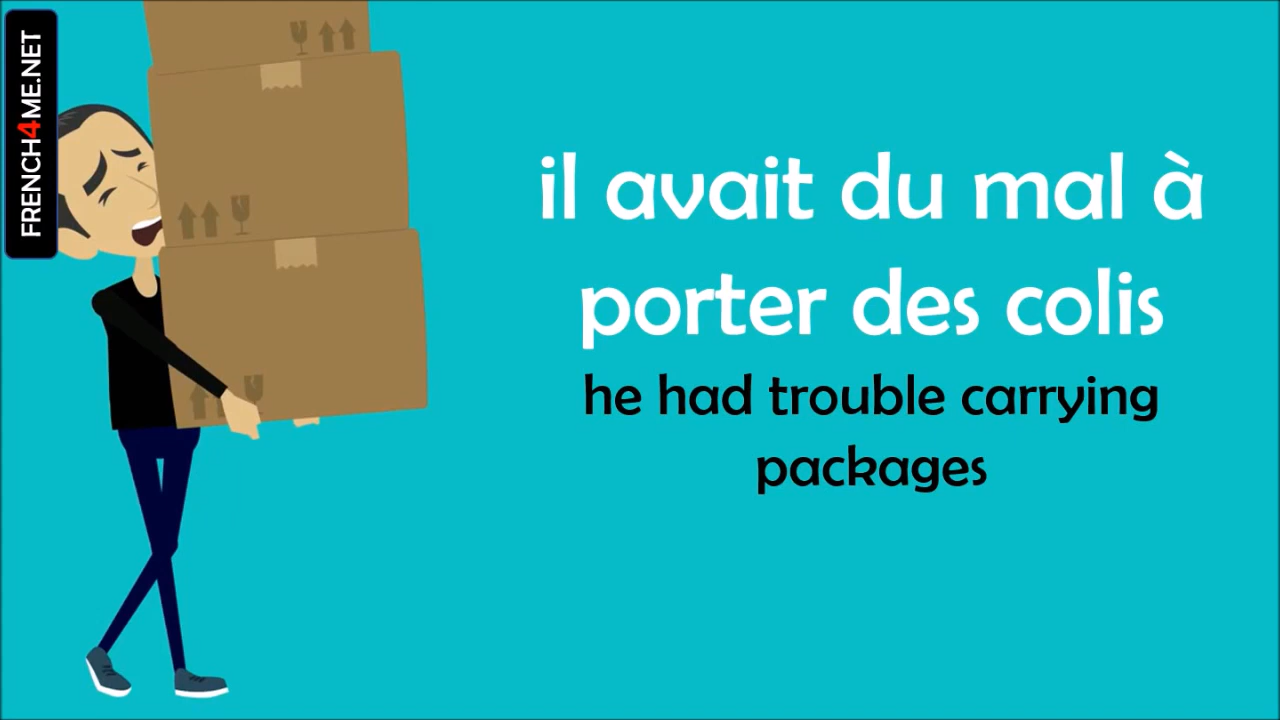 FRENCH4ME.NET
il avait du mal à
porter des colis
he had trouble carrying
packages